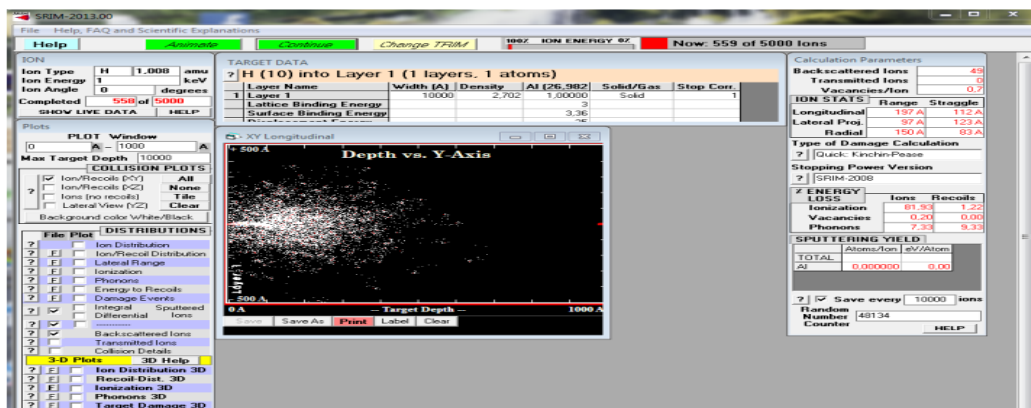 SRIM-2013.00
File Help, FAQ and Scientific Explanations
Help Animate Continue Change TRIM 100% ION ENERGY 0% Now: 559 of 5000 Ions
ION
Ion Type H 1,008 amu
Ion Energy 1 keV
Ion Angle 0 degrees
Completed 558 of 5000
SHOW LIVE DATA HELP
Plots
PLOT Window
0 A - 1000 A
Max Target Depth 10000
COLLISION PLOTS
Ion/Recoils (XY) All
? Ion/Recoils (XZ) None
Ions (no recoils) Tile
Lateral View (YZ) Clear
Background color White/Black
File Plot DISTRIBUTIONS
? Ion Distribution
? F Ion/Recoil Distribution
? F Lateral Range
? F Ionization
? F Phonons
? F Energy to Recoils
? F Damage Events
? Integral Sputtered
Differential Ions
? ----------
? Backscattered Ions
? Transmitted Ions
? Collision Details
3-D Plots 3D Help
? F Ion Distribution 3D
? F Recoil-Dist. 3D
? F Ionization 3D
? F Phonons 3D
? F Target Damage 3D
TARGET DATA
? H (10) into Layer 1 (1 layers, 1 atoms)
Layer Name Width (A) Density Al (26,982 Solid/Gas Stop Corr.
1 Layer 1 10000 2,702 1,00000 Solid 1
Lattice Binding Energy 3
Surface Binding Energy 3,36
Displacement Energy 25
XY Longitudinal
+ 500 A
Depth vs. Y-Axis
Layer 1
- 500 A
0 A -- Target Depth -- 1000 A
Save Save As Print Label Clear
Calculation Parameters
Backscattered Ions 49
Transmitted Ions 0
Vacancies/Ion 0,7
ION STATS Range Straggle
Longitudinal 197 A 112 A
Lateral Proj. 97 A 123 A
Radial 150 A 83 A
Type of Damage Calculation
? Quick: Kinchin-Pease
Stopping Power Version
? SRIM-2008
% ENERGY LOSS Ions Recoils
Ionization 81,93 1,22
Vacancies 0,20 0,00
Phonons 7,33 9,33
SPUTTERING YIELD
Atoms/Ion eV/Atom
TOTAL
Al 0.000000 0.00
? Save every 10000 ions
Random
Number 48134
Counter HELP